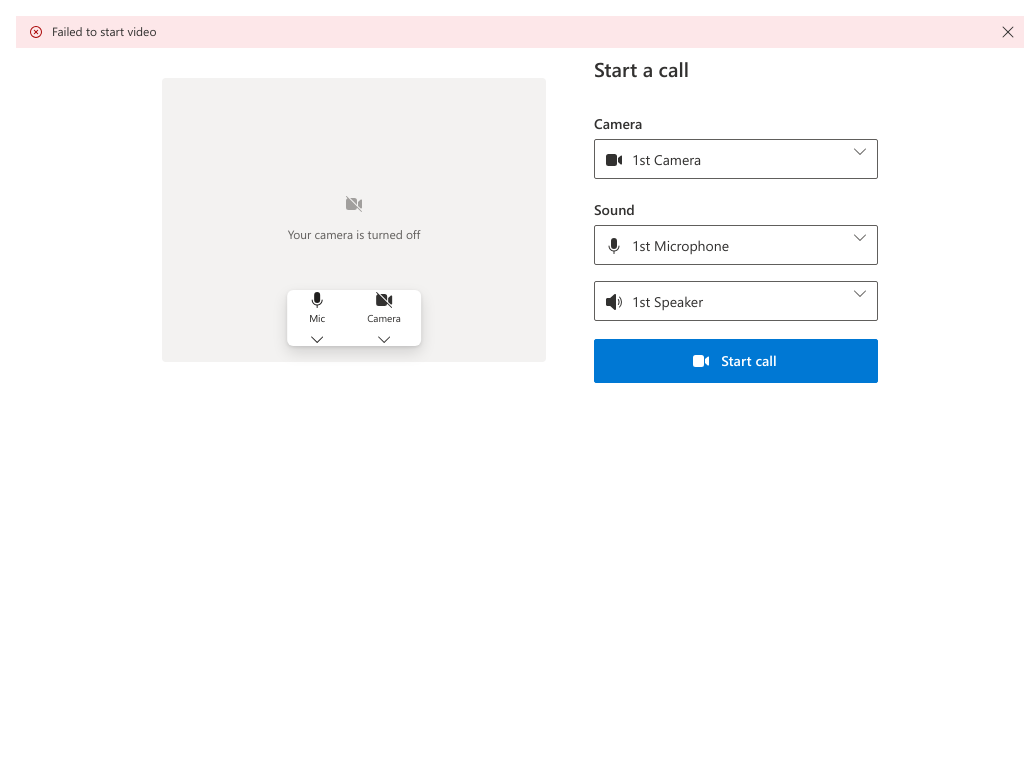 Failed to start video
Start a call
Camera
1st Camera
Sound
1st Microphone
1st Speaker
Start call
Your camera is turned off
Mic
Camera